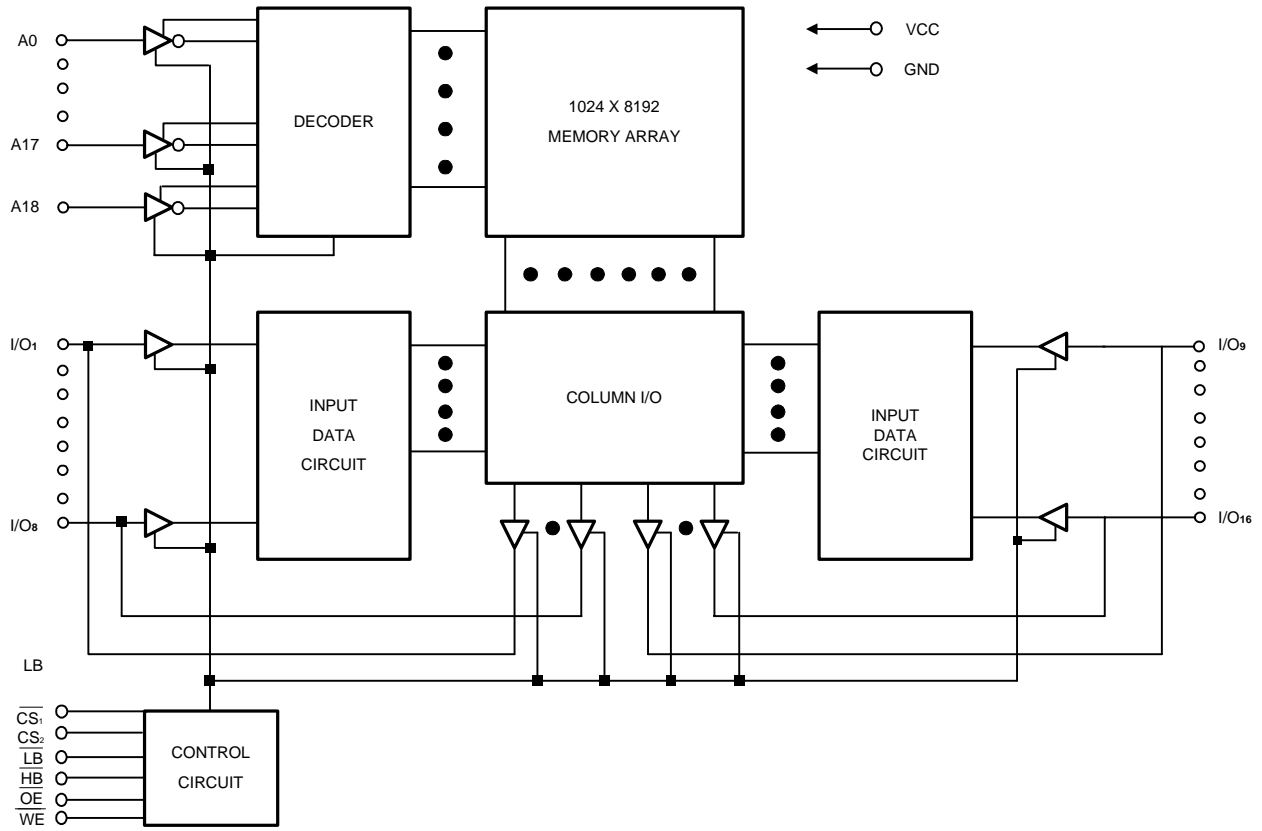 A0
VCC
GND
1024 X 8192
MEMORY ARRAY
DECODER
A17
A18
I/O1
I/O9
INPUT
DATA
CIRCUIT
COLUMN I/O
INPUT
DATA
CIRCUIT
I/O8
I/O16
LB
CS1
CS2
LB
HB
OE
WE
CONTROL
CIRCUIT